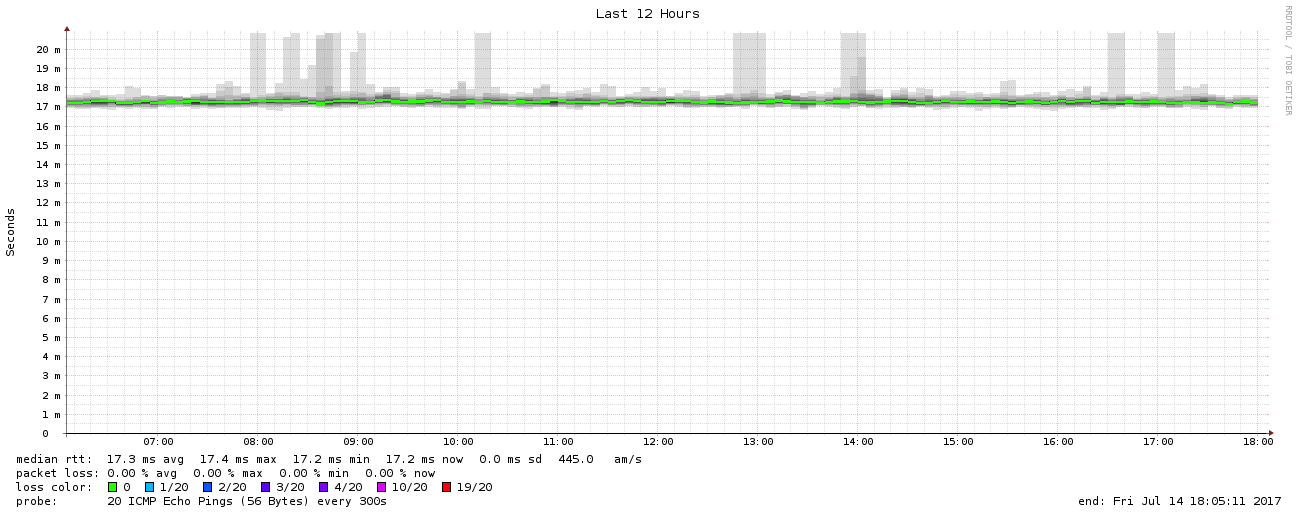 Last 12 Hours
RRDTOOL / TOBI OETIKER
Seconds
20 m
19 m
18 m
17 m
16 m
15 m
14 m
13 m
12 m
11 m
10 m
9 m
8 m
7 m
6 m
5 m
4 m
3 m
2 m
1 m
0
07:00 08:00 09:00 10:00 11:00 12:00 13:00 14:00 15:00 16:00 17:00 18:00
median rtt: 17.3 ms avg 17.4 ms max 17.2 ms min 17.2 ms now 0.0 ms sd 445.0 am/s
packet loss: 0.00 % avg 0.00 % max 0.00 % min 0.00 % now
loss color: 0 1/20 2/20 3/20 4/20 10/20 19/20
probe: 20 ICMP Echo Pings (56 Bytes) every 300s end: Fri Jul 14 18:05:11 2017